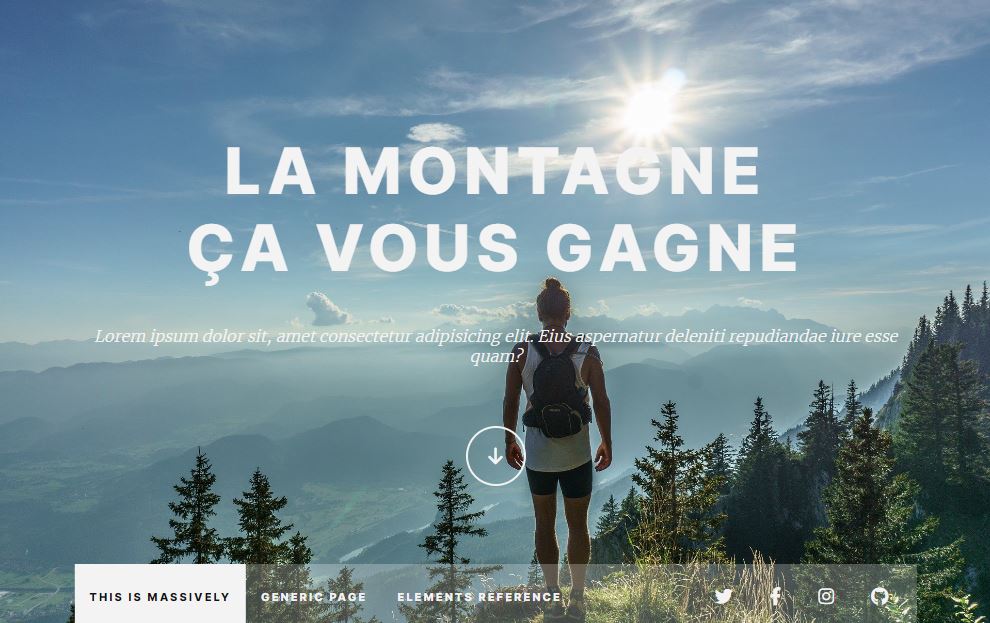 LA MONTAGNE
ÇA VOUS GAGNE
Lorem ipsum dolor sit, amet consectetur adipisicing elit. Eius aspernatur deleniti repudiandae iure esse
quam?
THIS IS MASSIVELY GENERIC PAGE ELEMENTS REFERENCE